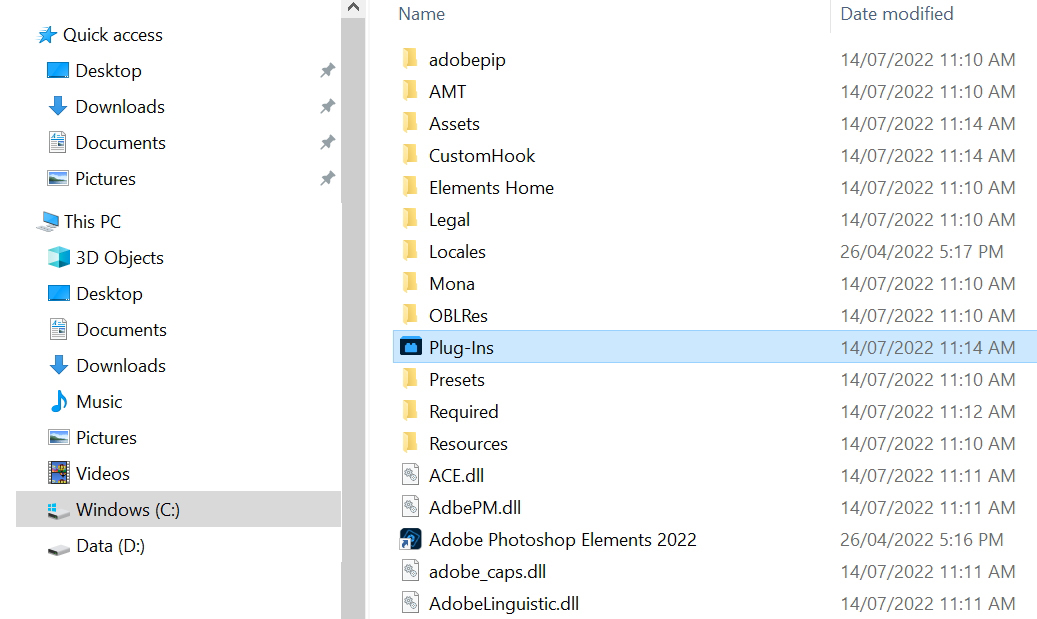 Quick access
Desktop
Downloads
Documents
Pictures
This PC
3D Objects
Desktop
Documents
Downloads
Music
Pictures
Videos
Windows (C:)
Data (D:)
Name Date modified
adobepip 14/07/2022 11:10 AM
AMT 14/07/2022 11:10 AM
Assets 14/07/2022 11:14 AM
CustomHook 14/07/2022 11:14 AM
Elements Home 14/07/2022 11:10 AM
Legal 14/07/2022 11:10 AM
Locales 26/04/2022 5:17 PM
Mona 14/07/2022 11:10 AM
OBLRes 14/07/2022 11:10 AM
Plug-Ins 14/07/2022 11:14 AM
Presets 14/07/2022 11:10 AM
Required 14/07/2022 11:12 AM
Resources 14/07/2022 11:10 AM
ACE.dll 14/07/2022 11:11 AM
AdbePM.dll 14/07/2022 11:11 AM
Adobe Photoshop Elements 2022 26/04/2022 5:16 PM
adobe_caps.dll 14/07/2022 11:11 AM
AdobeLinguistic.dll 14/07/2022 11:11 AM